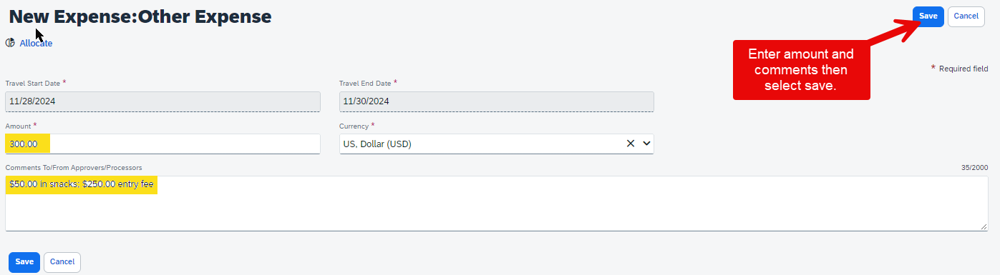 New Expense:Other Expense
Save
Cancel
Allocate
Enter amount and
comments then
select save.
* Required field
Travel Start Date *
Travel End Date *
11/28/2024
11/30/2024
Amount *
Currency *
300.00
US, Dollar (USD)
Comments To/From Approvers/Processors
35/2000
$50.00 in snacks; $250.00 entry fee
Save
Cancel